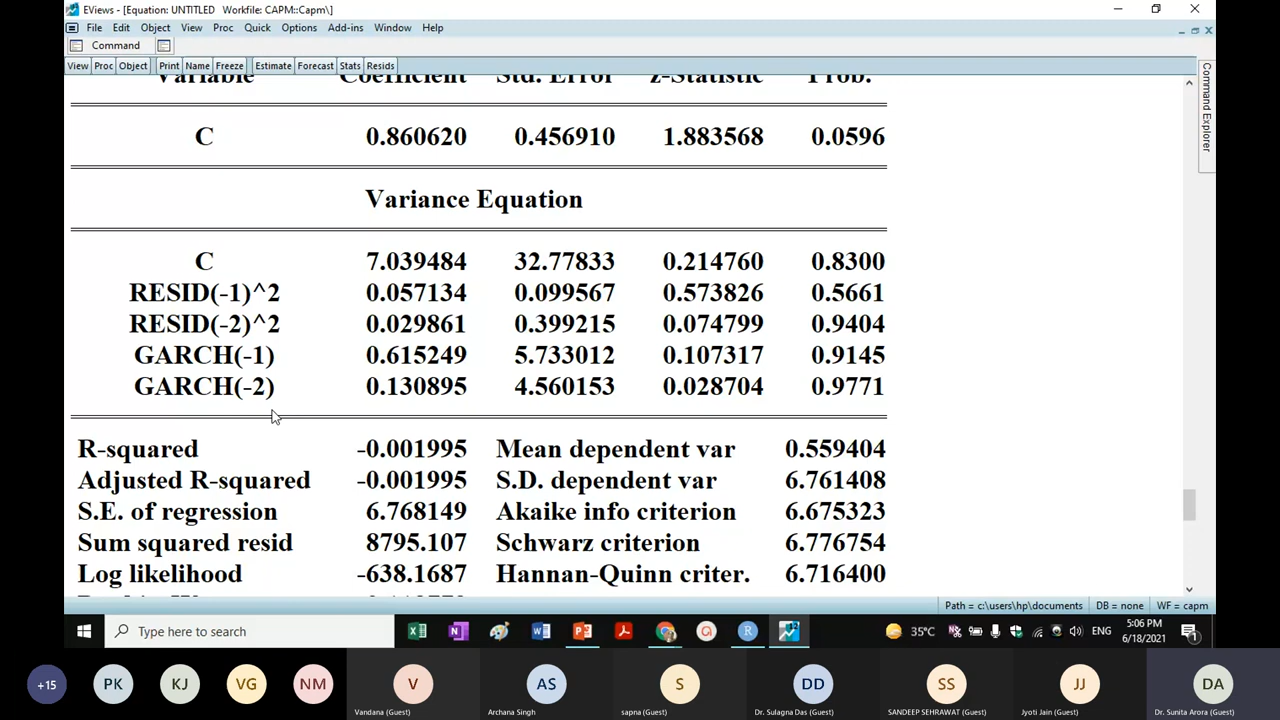 EViews - [Equation: UNTITLED Workfile: CAPM::Capm\]
File Edit Object View Proc Quick Options Add-ins Window Help
Command
View Proc Object Print Name Freeze Estimate Forecast Stats Resids
Command Explorer
Variable Coefficient Std. Error z-Statistic Prob.
C 0.860620 0.456910 1.883568 0.0596
Variance Equation
C 7.039484 32.77833 0.214760 0.8300
RESID(-1)^2 0.057134 0.099567 0.573826 0.5661
RESID(-2)^2 0.029861 0.399215 0.074799 0.9404
GARCH(-1) 0.615249 5.733012 0.107317 0.9145
GARCH(-2) 0.130895 4.560153 0.028704 0.9771
R-squared -0.001995 Mean dependent var 0.559404
Adjusted R-squared -0.001995 S.D. dependent var 6.761408
S.E. of regression 6.768149 Akaike info criterion 6.675323
Sum squared resid 8795.107 Schwarz criterion 6.776754
Log likelihood -638.1687 Hannan-Quinn criter. 6.716400
Path = c:\users\hp\documents DB = none WF = capm
Type here to search 35°C ENG 5:06 PM
6/18/2021
1
+15 PK KJ VG NM V AS S DD SS JJ DA
Vandana (Guest) Archana Singh sapna (Guest) Dr. Sulagna Das (Guest) SANDEEP SEHRAWAT (Guest) Jyoti Jain (Guest) Dr. Sunita Arora (Guest)